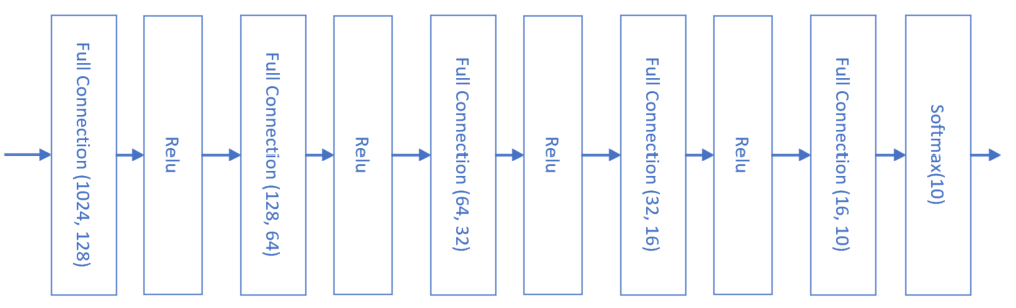 Full Connection (1024, 128)
Relu
Full Connection (128, 64)
Relu
Full Connection (64, 32)
Relu
Full Connection (32, 16)
Relu
Full Connection (16, 10)
Softmax(10)